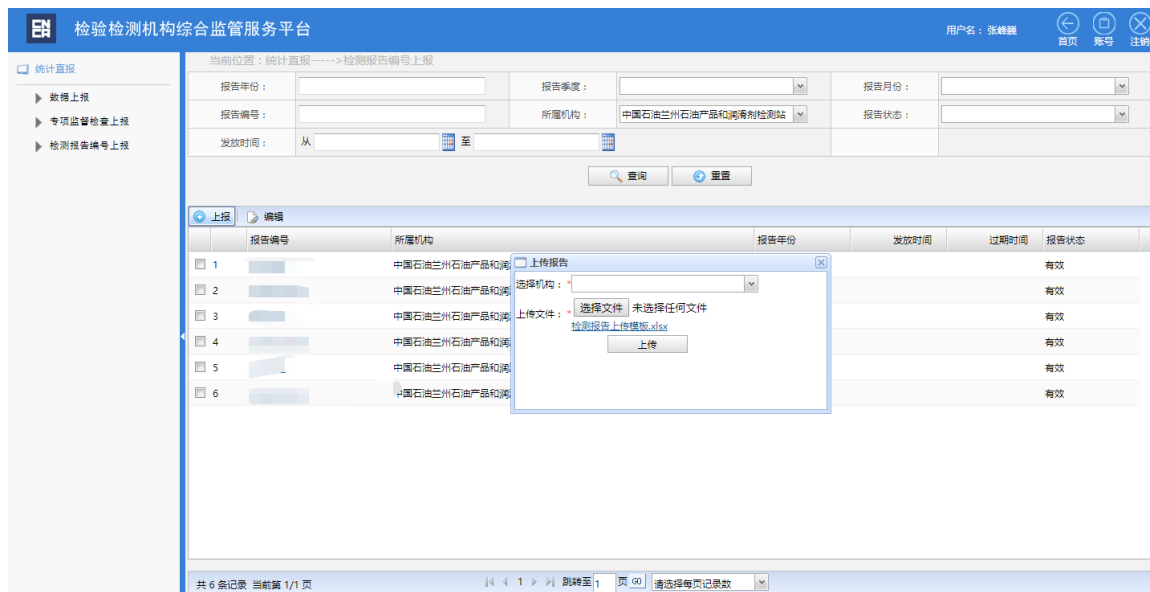 检验检测机构综合监管服务平台
用户名：张峰巍
首页 账号 注销
统计直报
数据上报
专项监督检查上报
检测报告编号上报
当前位置：统计直报----->检测报告编号上报
报告年份： 报告季度： 报告月份：
报告编号： 所属机构： 中国石油兰州石油产品和润滑剂检测站 报告状态：
发放时间： 从 至
查询 重置
上报 编辑
报告编号 所属机构 报告年份 发放时间 过期时间 报告状态
1 中国石油兰州石油产品和润 有效
2 中国石油兰州石油产品和润 有效
3 中国石油兰州石油产品和润 有效
4 中国石油兰州石油产品和润 有效
5 中国石油兰州石油产品和润 有效
6 中国石油兰州石油产品和润 有效
上传报告
选择机构：*
上传文件：* 选择文件 未选择任何文件
检测报告上传模板.xlsx
上传
共 6 条记录 当前第 1/1 页 1 跳转至 1 页 GO 请选择每页记录数